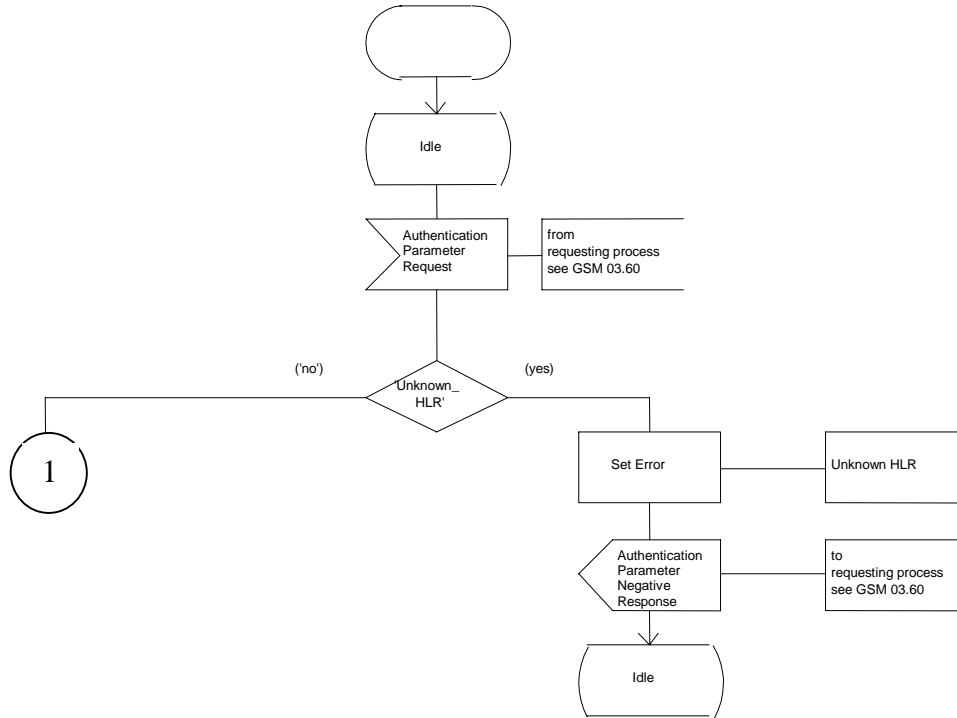 Idle
Authentication
Parameter
Request
from
requesting process
see GSM 03.60
('no')
(yes)
'Unknown_
HLR'
1
Set Error
Unknown HLR
Authentication
Parameter
Negative
Response
to
requesting process
see GSM 03.60
Idle